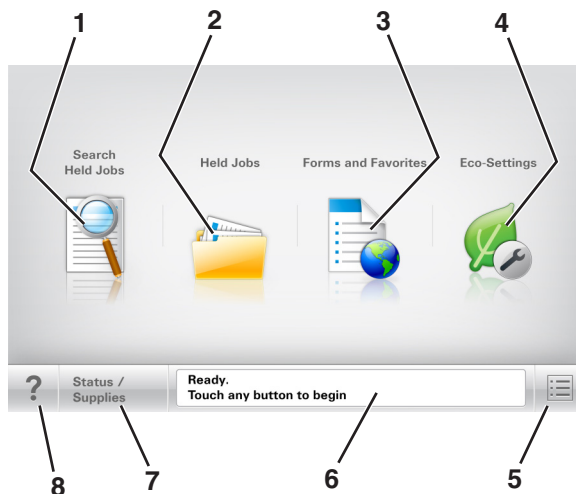 1
2
3
4
Search
Held Jobs
Held Jobs
Forms and Favorites
Eco-Settings
?
Status /
Supplies
Ready.
Touch any button to begin
8
7
6
5